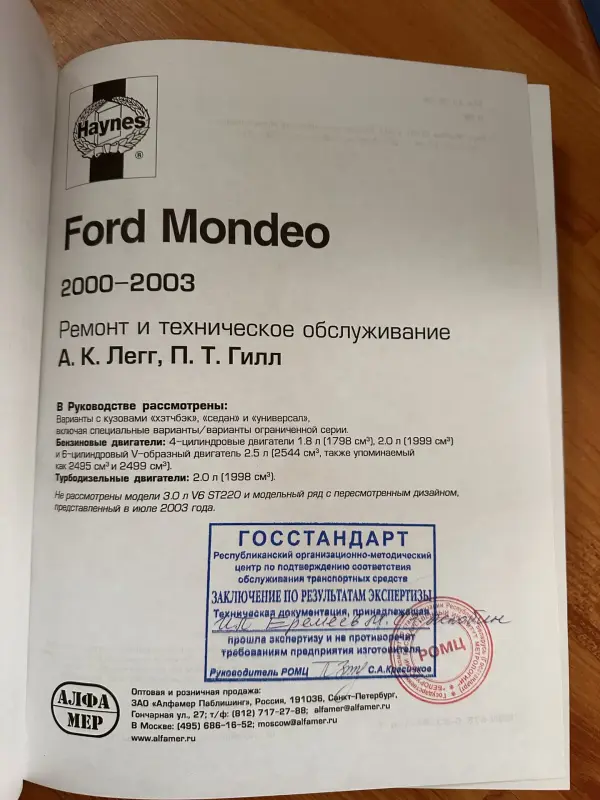 Haynes
®
Ford Mondeo
2000–2003
Ремонт и техническое обслуживание
А. К. Легг, П. Т. Гилл
В Руководстве рассмотрены:
Варианты с кузовами «хэтчбэк», «седан» и «универсал»,
включая специальные варианты/варианты ограниченной серии.
Бензиновые двигатели: 4-цилиндровые двигатели 1.8 л (1798 см³), 2.0 л (1999 см³)
и 6-цилиндровый V-образный двигатель 2.5 л (2544 см³, также упоминаемый
как 2495 см³ и 2499 см³).
Турбодизельные двигатели: 2.0 л (1998 см³).
Не рассмотрены модели 3.0 л V6 ST220 и модельный ряд с пересмотренным дизайном,
представленный в июле 2003 года.
ГОССТАНДАРТ
Республиканский организационно-методический
центр по подтверждению соответствия
обслуживания транспортных средств
ЗАКЛЮЧЕНИЕ ПО РЕЗУЛЬТАТАМ ЭКСПЕРТИЗЫ
Техническая документация, принадлежащая
ИП Еремеев
прошла экспертизу и не противоречит
требованиям предприятия изготовителя
Руководитель РОМЦ С.А.Красичков
РОМЦ
АЛФА
МЕР
Оптовая и розничная продажа:
ЗАО «Алфамер Паблишинг», Россия, 191036, Санкт-Петербург,
Гончарная ул., 27; т/ф: (812) 717-27-88; alfamer@mail.ru
В Москве: (495) 686-16-52; moscow@alfamer.ru
www.alfamer.ru